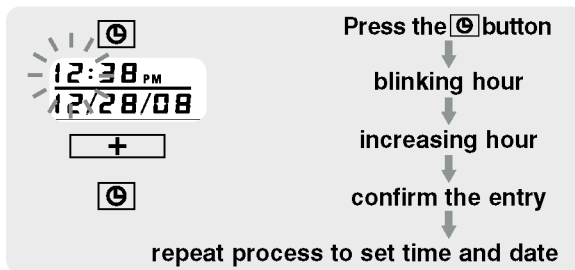 Press the button
12:38 PM
12/28/08
blinking hour
+
increasing hour
confirm the entry
repeat process to set time and date